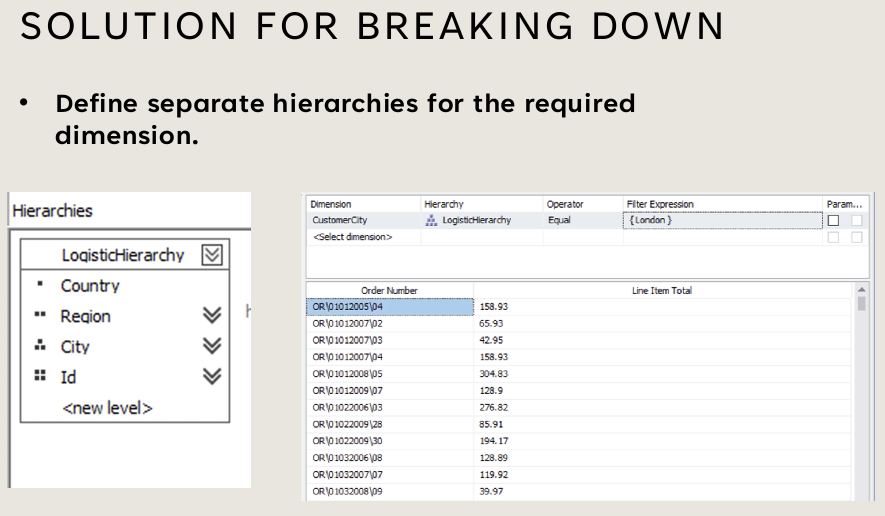 SOLUTION FOR BREAKING DOWN
• Define separate hierarchies for the required
dimension.
Hierarchies
LogisticHierarchy
Country
Region
City
Id
<new level>
Dimension Hierarchy Operator Filter Expression Param...
CustomerCity LogisticHierarchy Equal { London }
<Select dimension>
Order Number Line Item Total
OR\01012005\04 158.93
OR\01012007\02 65.93
OR\01012007\03 42.95
OR\01012007\04 158.93
OR\01012008\05 304.83
OR\01012009\07 128.9
OR\01022006\03 276.82
OR\01022009\28 85.91
OR\01022009\30 194.17
OR\01032006\08 128.89
OR\01032007\07 119.92
OR\01032008\09 39.97